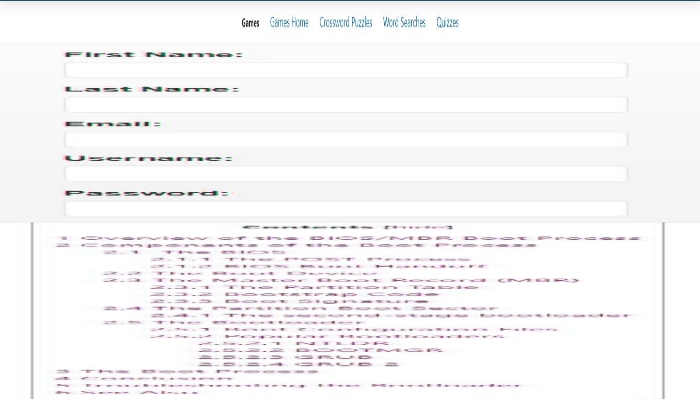 Games Games Home Crossword Puzzles Word Searches Quizzes
First Name:
Last Name:
Email:
Username:
Password:
Contents [hide]
1 Overview of the BIOS/MBR Boot Process
2 Components of the Boot Process
2.1 The BIOS
2.1.1 The POST Process
2.1.2 BIOS Boot Handoff
2.2 The Boot Device
2.3 The Master Boot Record (MBR)
2.3.1 The Partition Table
2.3.2 Bootstrap Code
2.3.3 Boot Signature
2.4 The Partition Boot Sector
2.4.1 The second-stage bootloader
2.5 The Bootloader
2.5.1 Boot Configuration Files
2.5.2 Popular Bootloaders
2.5.2.1 NTLDR
2.5.2.2 BOOTMGR
2.5.2.3 GRUB
2.5.2.4 GRUB 2
3 The Boot Process
4 Conclusion
5 Troubleshooting the Bootloader
6 See Also